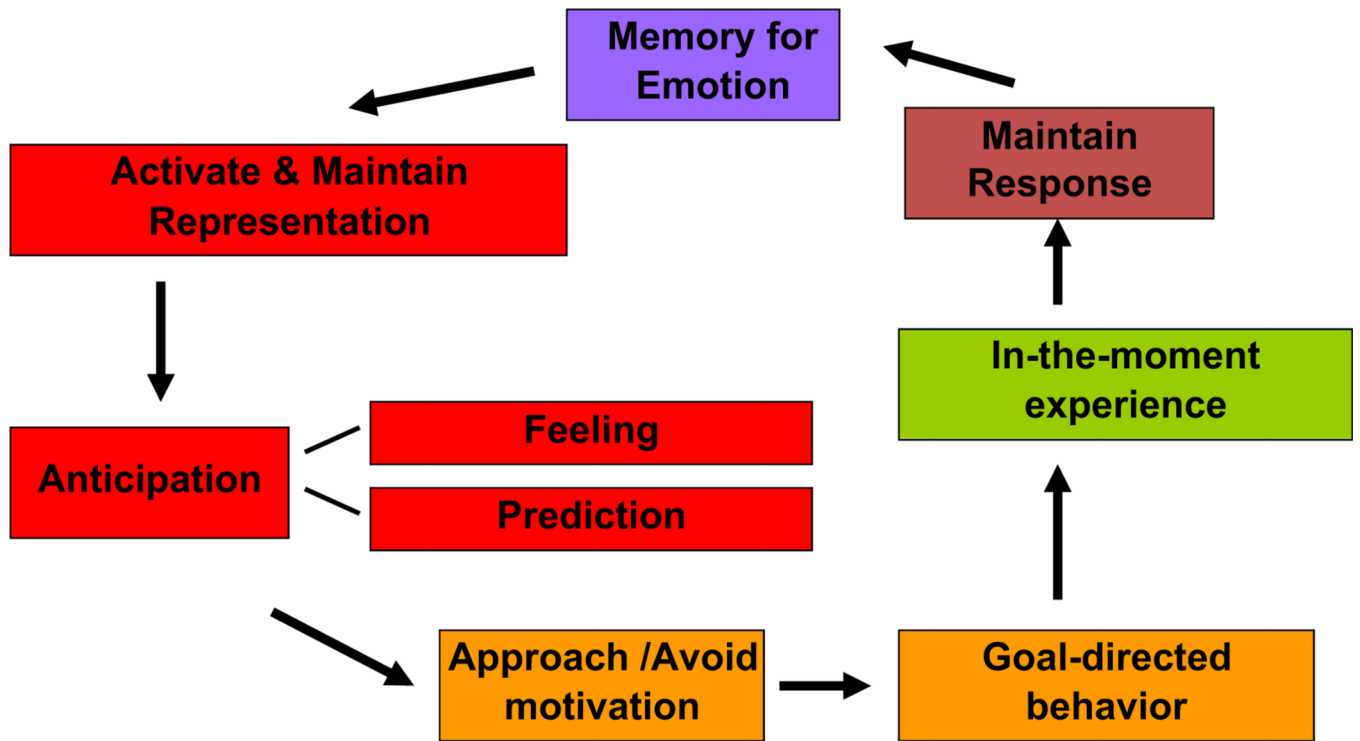 Memory for
Emotion
Activate & Maintain
Representation
Maintain
Response
In-the-moment
experience
Anticipation
Feeling
Prediction
Approach /Avoid
motivation
Goal-directed
behavior